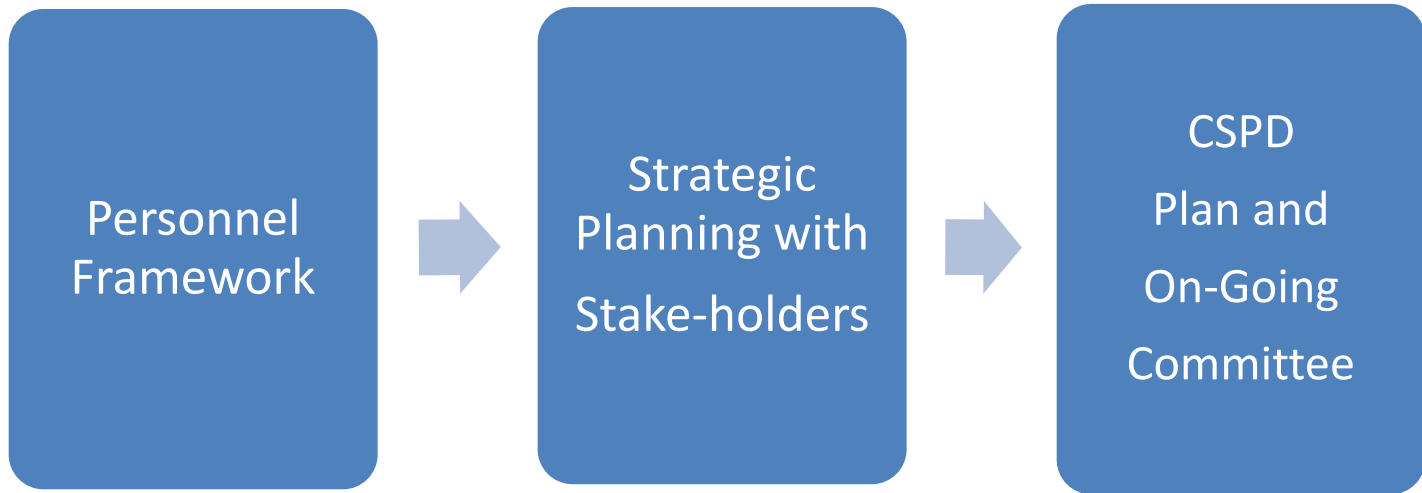 Personnel
Framework
Strategic
Planning with
Stake-holders
CSPD
Plan and
On-Going
Committee